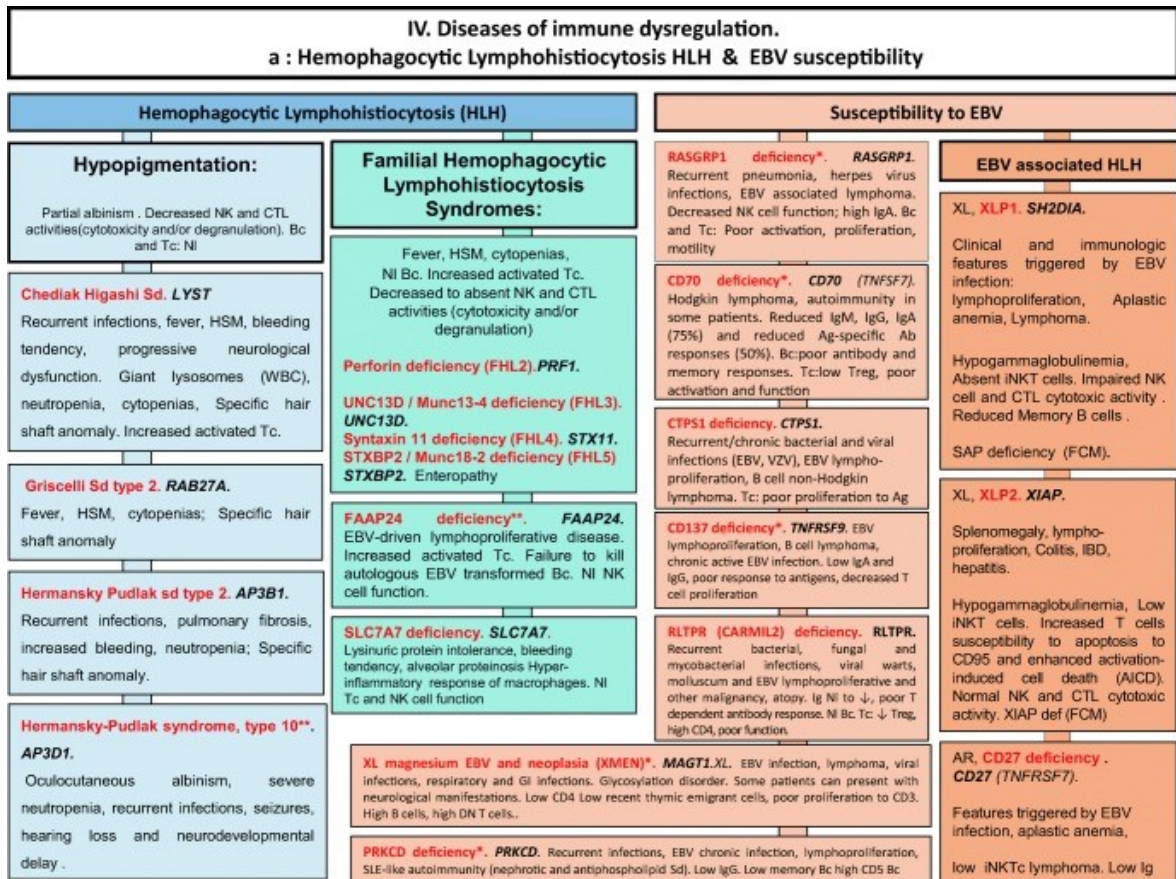 IV. Diseases of immune dysregulation.
a : Hemophagocytic Lymphohistiocytosis HLH & EBV susceptibility
Hemophagocytic Lymphohistiocytosis (HLH)
Hypopigmentation:
Partial albinism . Decreased NK and CTL
activities(cytotoxicity and/or degranulation). Bc
and Tc: NI
Chediak Higashi Sd. LYST
Recurrent infections, fever, HSM, bleeding
tendency, progressive neurological
dysfunction. Giant lysosomes (WBC),
neutropenia, cytopenias, Specific hair
shaft anomaly. Increased activated Tc.
Griscelli Sd type 2. RAB27A.
Fever, HSM, cytopenias; Specific hair
shaft anomaly
Hermansky Pudlak sd type 2. AP3B1.
Recurrent infections, pulmonary fibrosis,
increased bleeding, neutropenia; Specific
hair shaft anomaly.
Hermansky-Pudlak syndrome, type 10**.
AP3D1.
Oculocutaneous albinism, severe
neutropenia, recurrent infections, seizures,
hearing loss and neurodevelopmental
delay .
Familial Hemophagocytic
Lymphohistiocytosis
Syndromes:
Fever, HSM, cytopenias,
NI Bc. Increased activated Tc.
Decreased to absent NK and CTL
activities (cytotoxicity and/or
degranulation)
Perforin deficiency (FHL2).PRF1.
UNC13D / Munc13-4 deficiency (FHL3).
UNC13D.
Syntaxin 11 deficiency (FHL4). STX11.
STXBP2 / Munc18-2 deficiency (FHL5)
STXBP2. Enteropathy
FAAP24 deficiency**. FAAP24.
EBV-driven lymphoproliferative disease.
Increased activated Tc. Failure to kill
autologous EBV transformed Bc. NI NK
cell function.
SLC7A7 deficiency. SLC7A7.
Lysinuric protein intolerance, bleeding
tendency, alveolar proteinosis Hyper-
inflammatory response of macrophages. NI
Tc and NK cell function
Susceptibility to EBV
RASGRP1 deficiency*. RASGRP1.
Recurrent pneumonia, herpes virus
infections, EBV associated lymphoma.
Decreased NK cell function; high IgA. Bc
and Tc: Poor activation, proliferation,
motility
CD70 deficiency*. CD70 (TNFSF7).
Hodgkin lymphoma, autoimmunity in
some patients. Reduced IgM, IgG, IgA
(75%) and reduced Ag-specific Ab
responses (50%). Bc:poor antibody and
memory responses. Tc:low Treg, poor
activation and function
CTPS1 deficiency. CTPS1.
Recurrent/chronic bacterial and viral
infections (EBV, VZV), EBV lympho-
proliferation, B cell non-Hodgkin
lymphoma. Tc: poor proliferation to Ag
CD137 deficiency*. TNFRSF9. EBV
lymphoproliferation, B cell lymphoma,
chronic active EBV infection. Low IgA and
IgG, poor response to antigens, decreased T
cell proliferation
RLTPR (CARMIL2) deficiency. RLTPR.
Recurrent bacterial, fungal and
mycobacterial infections, viral warts,
molluscum and EBV lymphoproliferative and
other malignancy, atopy. Ig NI to ↓, poor T
dependent antibody response. NI Bc. Tc: ↓ Treg,
high CD4, poor function.
XL magnesium EBV and neoplasia (XMEN)*. MAGT1.XL. EBV infection, lymphoma, viral
infections, respiratory and GI infections. Glycosylation disorder. Some patients can present with
neurological manifestations. Low CD4 Low recent thymic emigrant cells, poor proliferation to CD3.
High B cells, high DN T cells..
PRKCD deficiency*. PRKCD. Recurrent infections, EBV chronic infection, lymphoproliferation,
SLE-like autoimmunity (nephrotic and antiphospholipid Sd). Low IgG. Low memory Bc high CD5 Bc
EBV associated HLH
XL, XLP1. SH2DIA.
Clinical and immunologic
features triggered by EBV
infection:
lymphoproliferation, Aplastic
anemia, Lymphoma.
Hypogammaglobulinemia,
Absent iNKT cells. Impaired NK
cell and CTL cytotoxic activity .
Reduced Memory B cells .
SAP deficiency (FCM).
XL, XLP2. XIAP.
Splenomegaly, lympho-
proliferation, Colitis, IBD,
hepatitis.
Hypogammaglobulinemia, Low
iNKT cells. Increased T cells
susceptibility to apoptosis to
CD95 and enhanced activation-
induced cell death (AICD).
Normal NK and CTL cytotoxic
activity. XIAP def (FCM)
AR, CD27 deficiency .
CD27 (TNFRSF7).
Features triggered by EBV
infection, aplastic anemia,
low iNKTc lymphoma. Low Ig